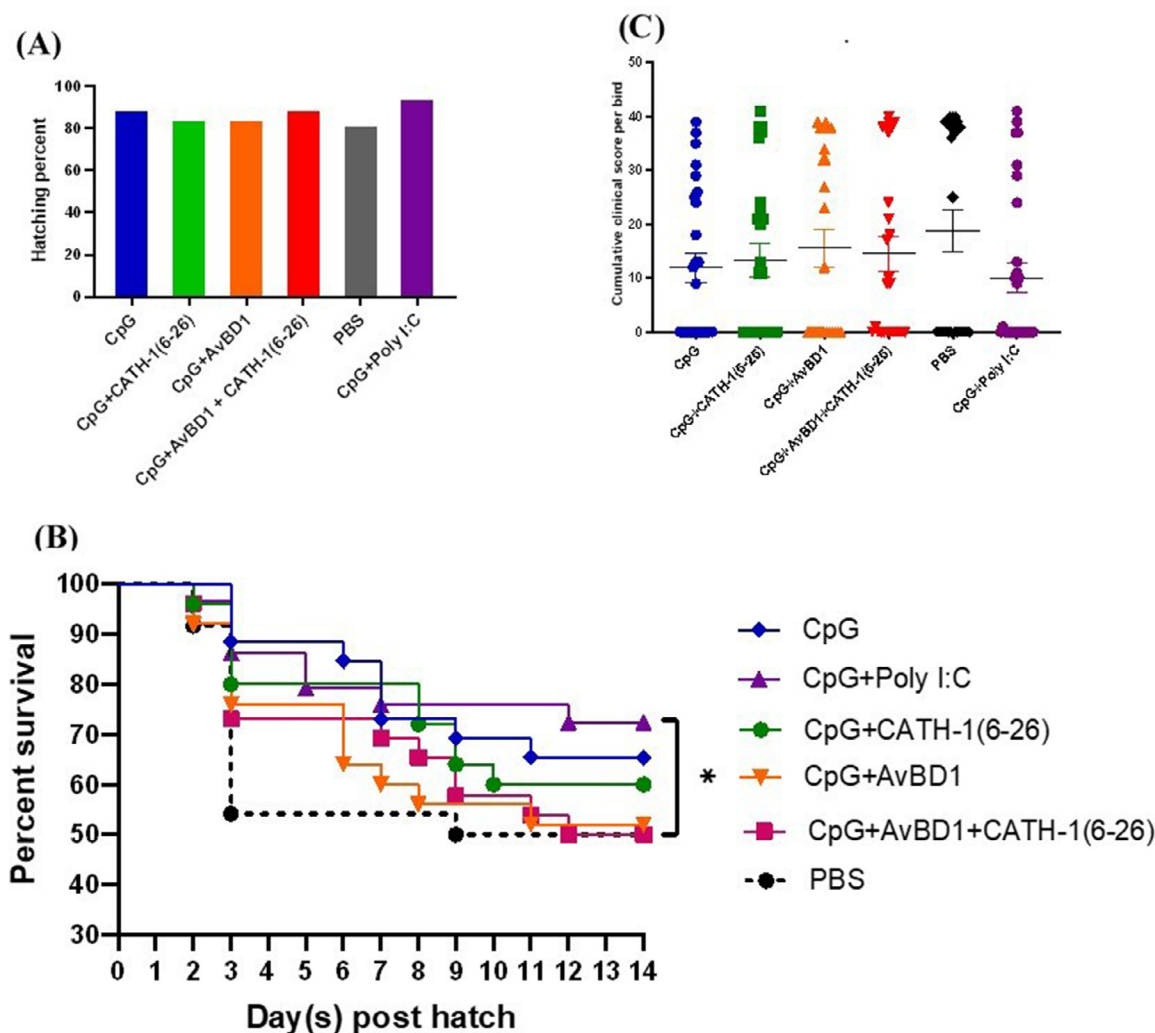 (A)
Hatching percent
100
80
60
40
20
0
CpG
CpG+CATH-1(6-26)
CpG+AvBD1
CpG+AvBD1 + CATH-1(6-26)
PBS
CpG+Poly I:C
(C)
Cumulative clinical score per bird
50
40
30
20
10
0
CpG
CpG+CATH-1(6-26)
CpG+AvBD1
CpG+AvBD1+CATH-1(6-26)
PBS
CpG+Poly I:C
(B)
Percent survival
100
90
80
70
60
50
40
30
0 1 2 3 4 5 6 7 8 9 10 11 12 13 14
Day(s) post hatch
*
CpG
CpG+Poly I:C
CpG+CATH-1(6-26)
CpG+AvBD1
CpG+AvBD1+CATH-1(6-26)
PBS